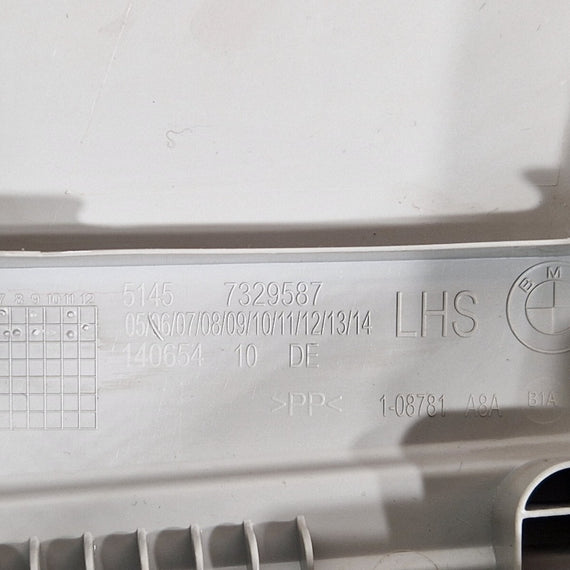 7 8 9 10 11 12
5145 7329587
05/06/07/08/09/10/11/12/13/14
LHS
BM
140654 10 DE
>PP< 1-08781 A8A B1A